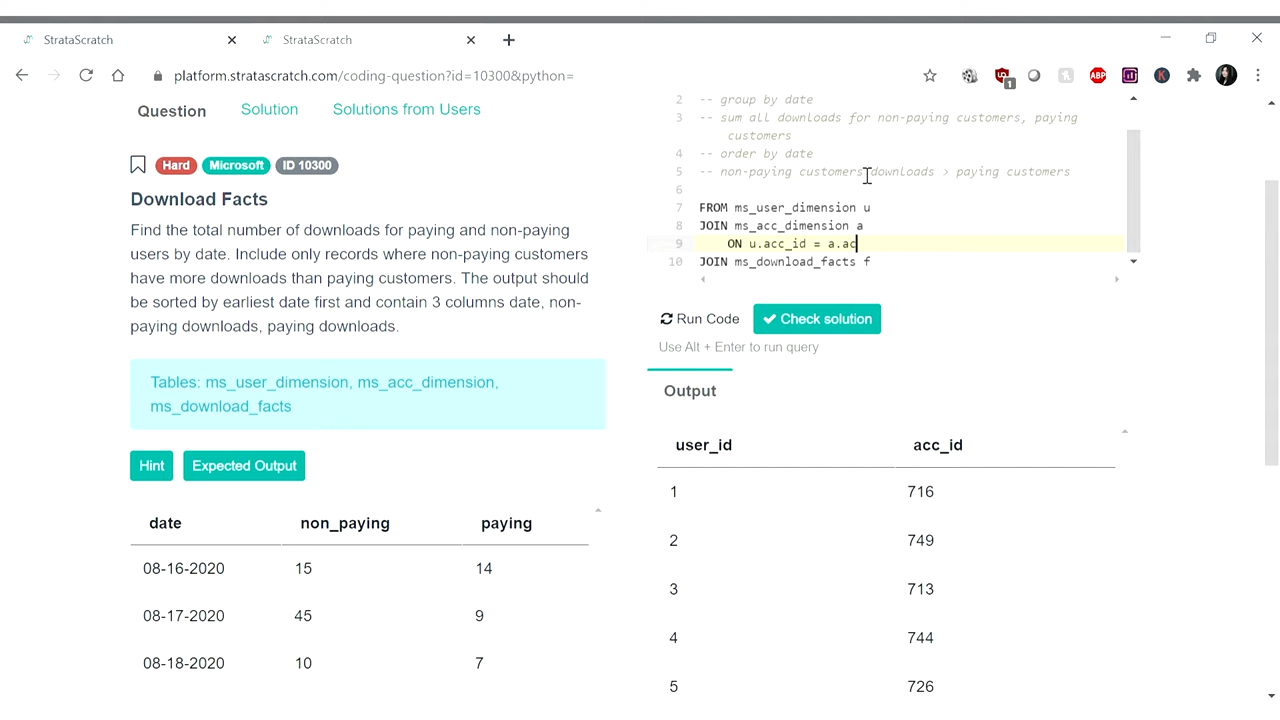 StrataScratch
StrataScratch
platform.stratascratch.com/coding-question?id=10300&python=
1
ABP
K
Question
Solution
Solutions from Users
Hard
Microsoft
ID 10300
Download Facts
Find the total number of downloads for paying and non-paying
users by date. Include only records where non-paying customers
have more downloads than paying customers. The output should
be sorted by earliest date first and contain 3 columns date, non-
paying downloads, paying downloads.
Tables: ms_user_dimension, ms_acc_dimension,
ms_download_facts
Hint
Expected Output
date non_paying paying
08-16-2020 15 14
08-17-2020 45 9
08-18-2020 10 7
2 -- group by date
3 -- sum all downloads for non-paying customers, paying
customers
4 -- order by date
5 -- non-paying customers downloads > paying customers
6
7 FROM ms_user_dimension u
8 JOIN ms_acc_dimension a
9 ON u.acc_id = a.ac
10 JOIN ms_download_facts f
Run Code
Check solution
Use Alt + Enter to run query
Output
user_id acc_id
1 716
2 749
3 713
4 744
5 726